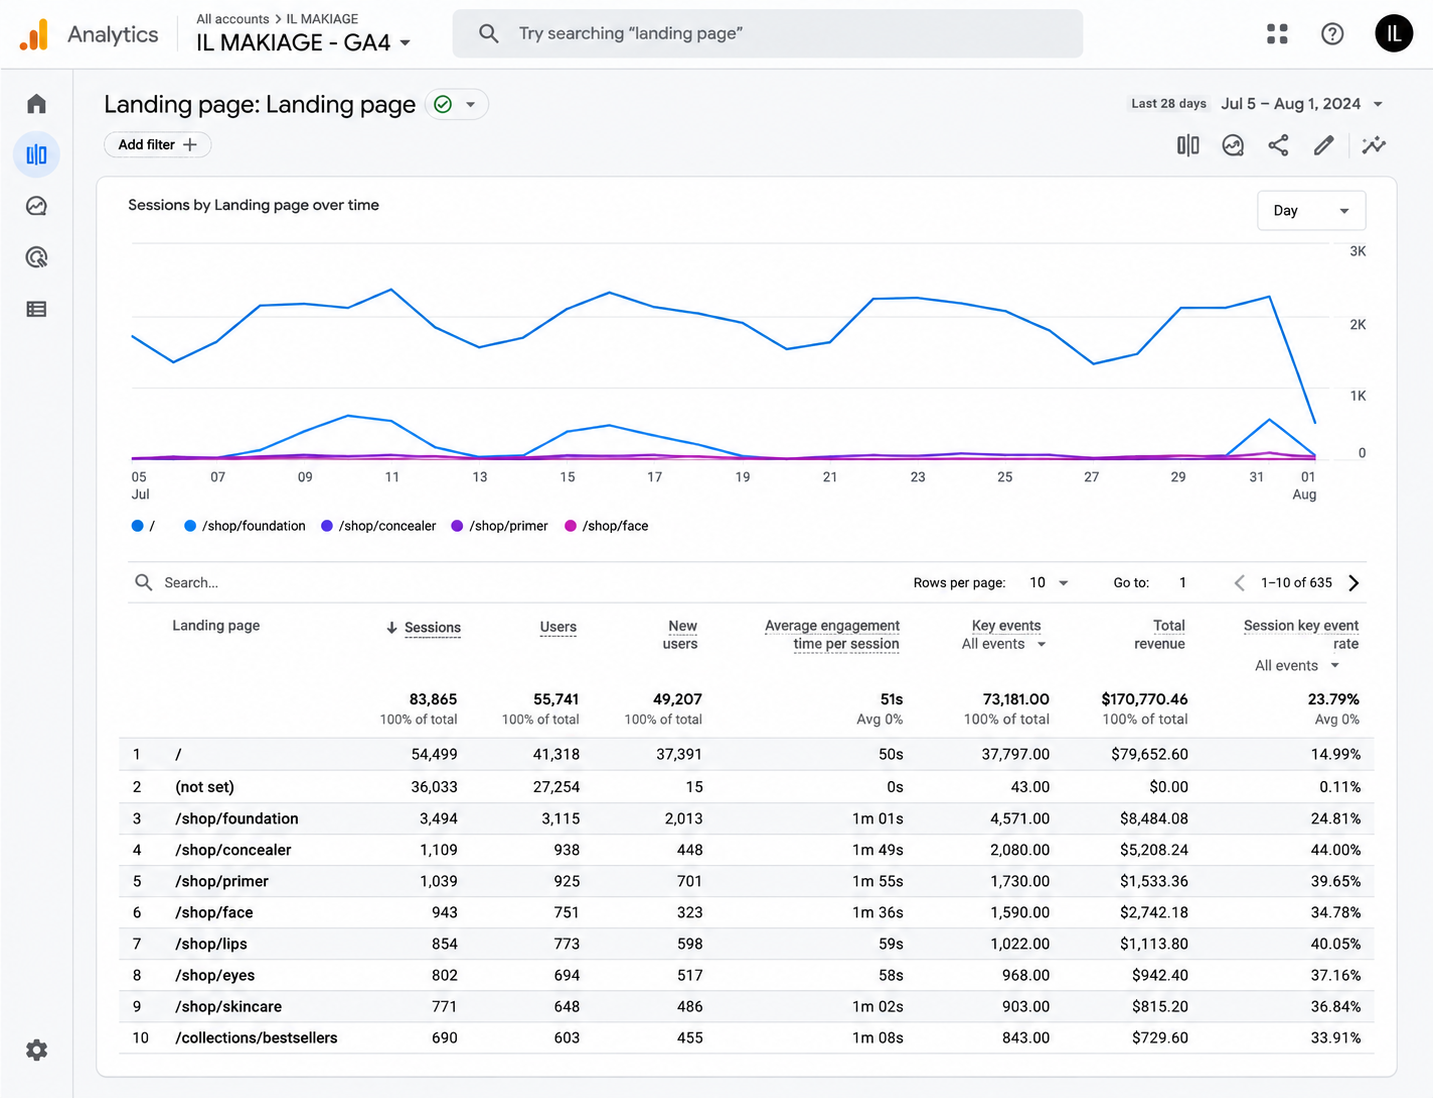 Analytics
All accounts > IL MAKIAGE
IL MAKIAGE - GA4
Try searching “landing page”
IL
Landing page: Landing page
Last 28 days Jul 5 – Aug 1, 2024
Add filter +
Sessions by Landing page over time
Day
3K
2K
1K
0
05 07 09 11 13 15 17 19 21 23 25 27 29 31 01
Jul Aug
/ /shop/foundation /shop/concealer /shop/primer /shop/face
Search... Rows per page: 10 Go to: 1 1–10 of 635
Landing page Sessions Users New users Average engagement time per session Key events All events Total revenue Session key event rate All events
83,865 55,741 49,207 51s 73,181.00 $170,770.46 23.79%
100% of total 100% of total 100% of total Avg 0% 100% of total 100% of total Avg 0%
1 / 54,499 41,318 37,391 50s 37,797.00 $79,652.60 14.99%
2 (not set) 36,033 27,254 15 0s 43.00 $0.00 0.11%
3 /shop/foundation 3,494 3,115 2,013 1m 01s 4,571.00 $8,484.08 24.81%
4 /shop/concealer 1,109 938 448 1m 49s 2,080.00 $5,208.24 44.00%
5 /shop/primer 1,039 925 701 1m 55s 1,730.00 $1,533.36 39.65%
6 /shop/face 943 751 323 1m 36s 1,590.00 $2,742.18 34.78%
7 /shop/lips 854 773 598 59s 1,022.00 $1,113.80 40.05%
8 /shop/eyes 802 694 517 58s 968.00 $942.40 37.16%
9 /shop/skincare 771 648 486 1m 02s 903.00 $815.20 36.84%
10 /collections/bestsellers 690 603 455 1m 08s 843.00 $729.60 33.91%